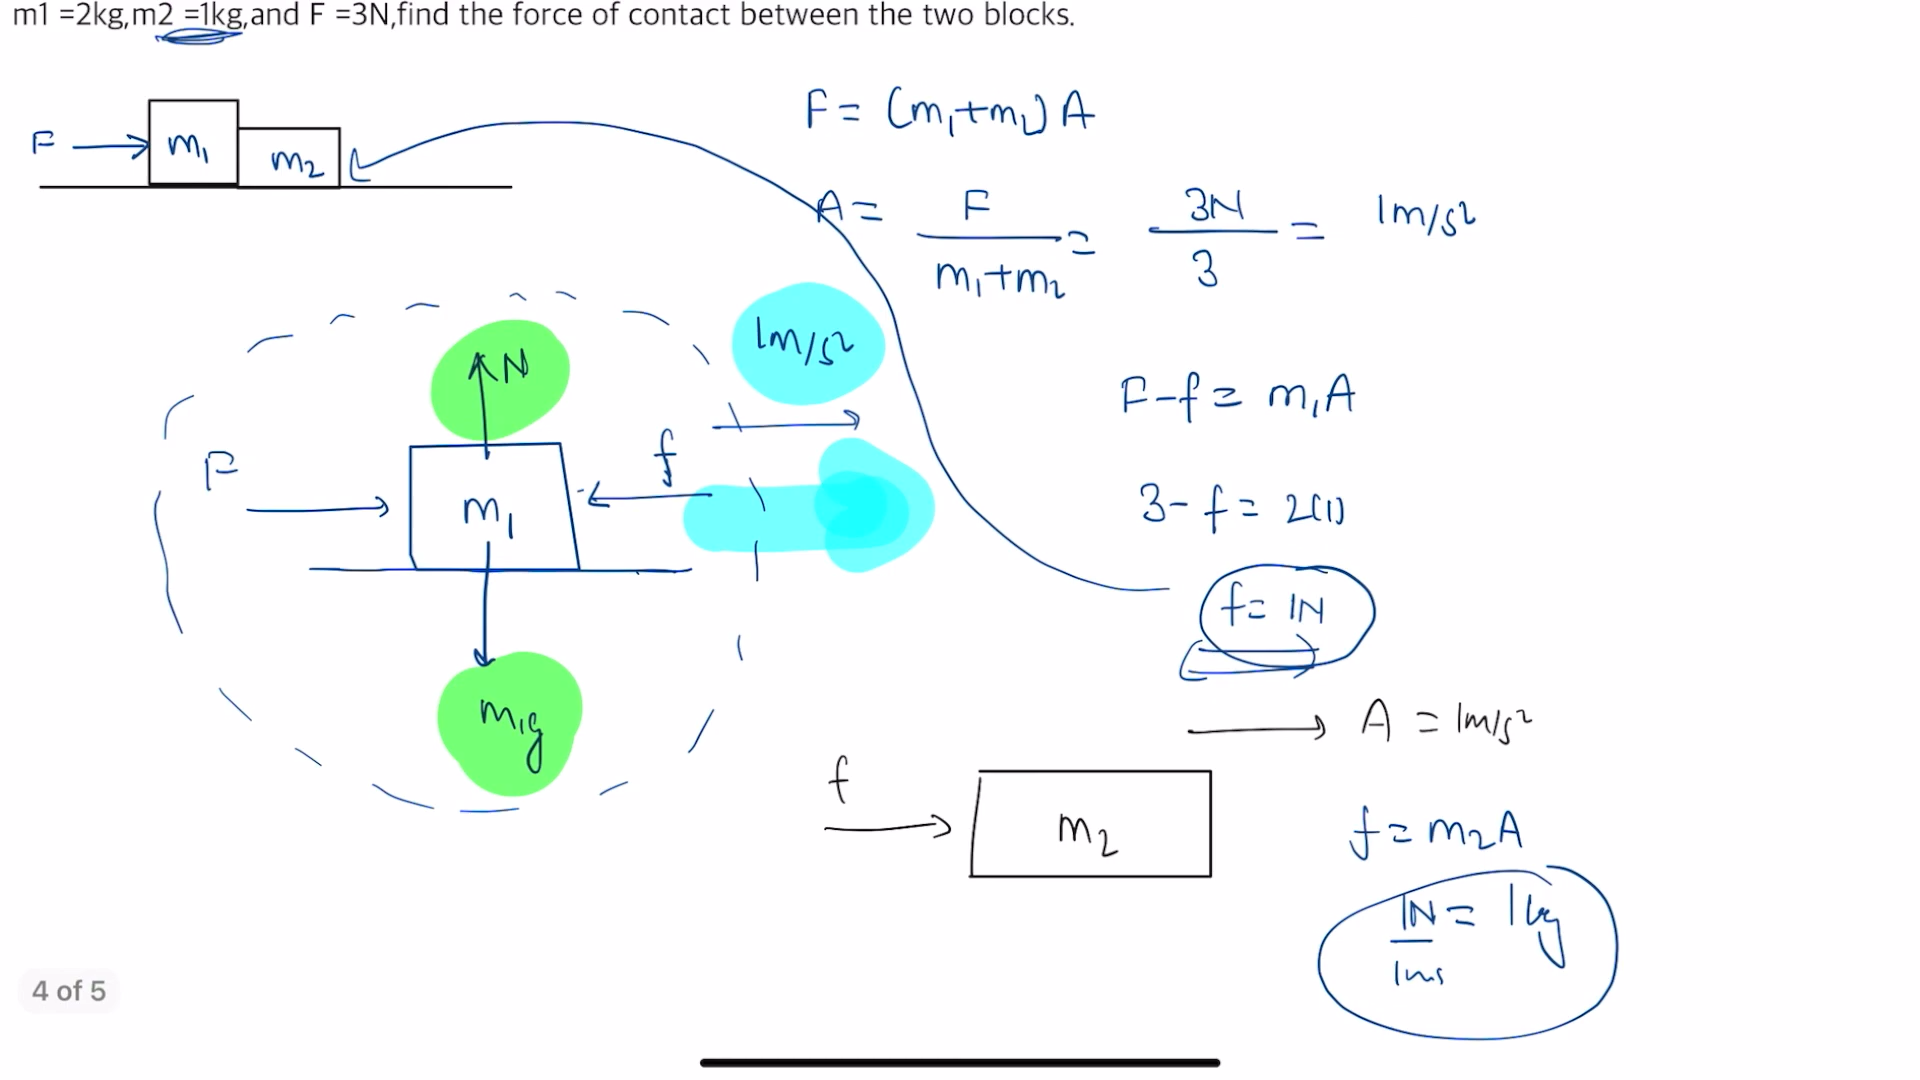 m1 =2kg,m2 =1kg,and F =3N,find the force of contact between the two blocks.
F
m₁
m₂
F = (m₁+m₂) A
A = F / m₁+m₂ = 3N / 3 = 1m/s²
1m/s²
N
F
f
m₁
m₁g
F-f = m₁A
3-f = 2(1)
f = 1N
A = 1m/s²
f
m₂
f = m₂A
1N / 1ms = 1kg
4 of 5